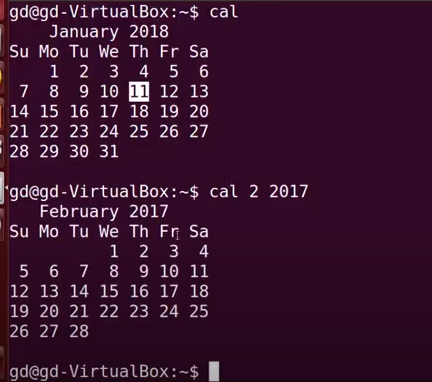 gd@gd-VirtualBox:~$ cal
    January 2018
Su Mo Tu We Th Fr Sa
    1  2  3  4  5  6
 7  8  9 10 11 12 13
14 15 16 17 18 19 20
21 22 23 24 25 26 27
28 29 30 31

gd@gd-VirtualBox:~$ cal 2 2017
   February 2017
Su Mo Tu We Th Fr Sa
          1  2  3  4
 5  6  7  8  9 10 11
12 13 14 15 16 17 18
19 20 21 22 23 24 25
26 27 28

gd@gd-VirtualBox:~$